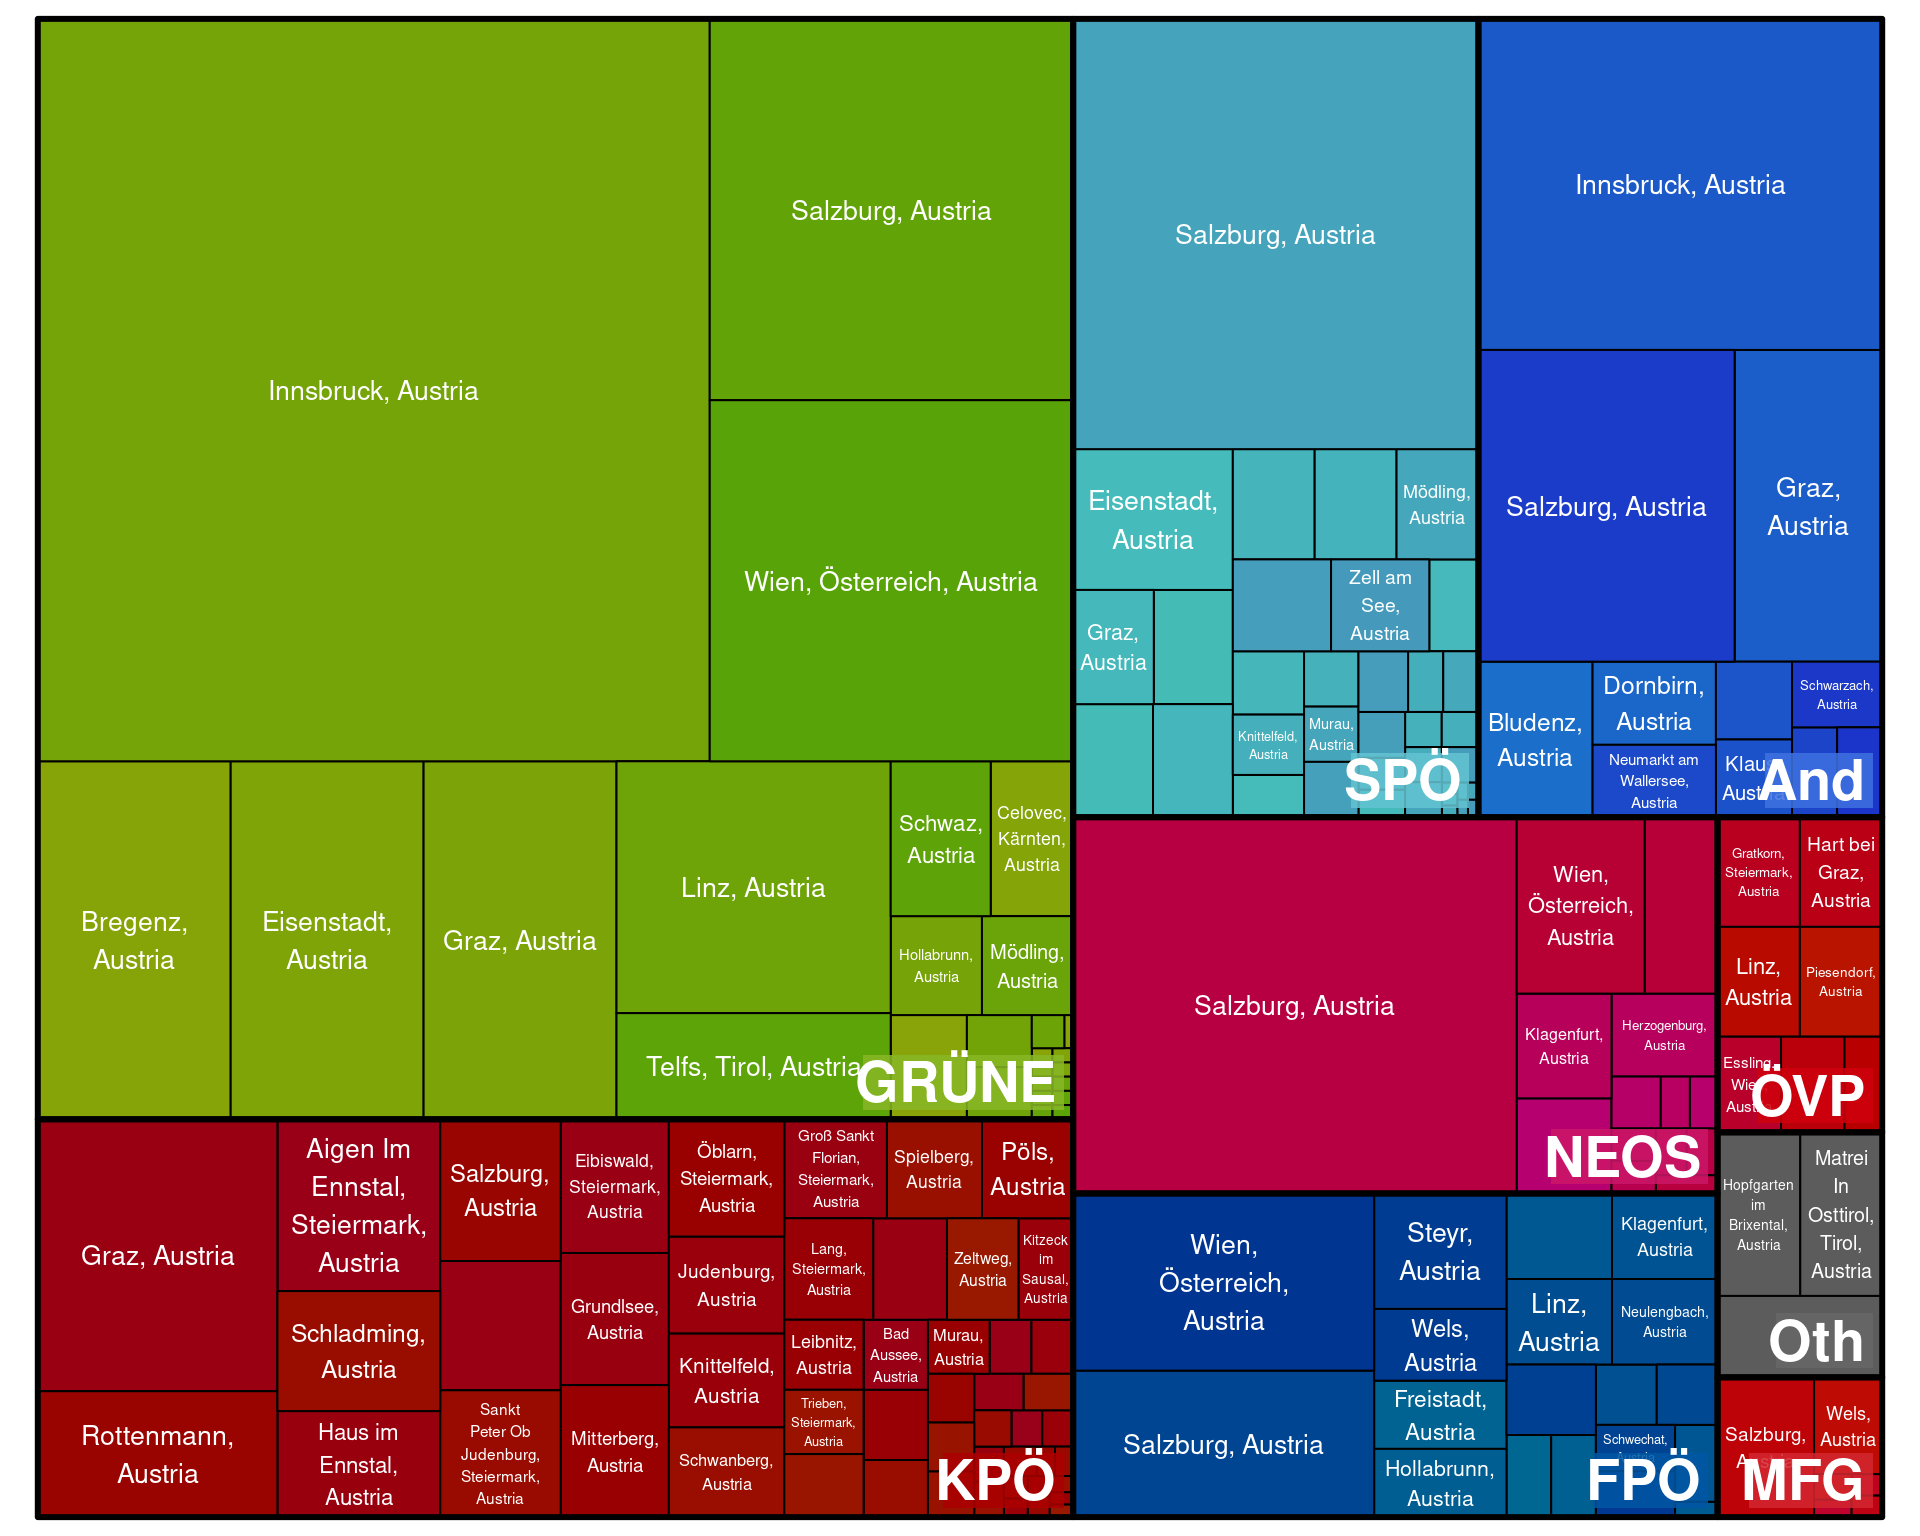 Innsbruck, Austria
Salzburg, Austria
Wien, Österreich, Austria
Bregenz,
Austria
Eisenstadt,
Austria
Graz, Austria
Linz, Austria
Telfs, Tirol, Austria
Schwaz,
Austria
Celovec,
Kärnten,
Austria
Hollabrunn,
Austria
Mödling,
Austria
GRÜNE
Salzburg, Austria
Eisenstadt,
Austria
Mödling,
Austria
Graz,
Austria
Zell am
See,
Austria
Knittelfeld,
Austria
Murau,
Austria
SPÖ
Innsbruck, Austria
Salzburg, Austria
Graz,
Austria
Bludenz,
Austria
Dornbirn,
Austria
Neumarkt am
Wallersee,
Austria
Schwarzach,
Austria
And
Graz, Austria
Rottenmann,
Austria
Aigen Im
Ennstal,
Steiermark,
Austria
Schladming,
Austria
Haus im
Ennstal,
Austria
Salzburg,
Austria
Sankt
Peter Ob
Judenburg,
Steiermark,
Austria
Eibiswald,
Steiermark,
Austria
Grundlsee,
Austria
Mitterberg,
Austria
Öblarn,
Steiermark,
Austria
Judenburg,
Austria
Knittelfeld,
Austria
Schwanberg,
Austria
Groß Sankt
Florian,
Steiermark,
Austria
Spielberg,
Austria
Pöls,
Austria
Lang,
Steiermark,
Austria
Zeltweg,
Austria
Kitzeck
im
Sausal,
Austria
Leibnitz,
Austria
Bad
Aussee,
Austria
Murau,
Austria
Trieben,
Steiermark,
Austria
KPÖ
Salzburg, Austria
Wien,
Österreich,
Austria
Klagenfurt,
Austria
Herzogenburg,
Austria
NEOS
Gratkorn,
Steiermark,
Austria
Hart bei
Graz,
Austria
Linz,
Austria
Piesendorf,
Austria
Essling,
ÖVP
Wien,
Österreich,
Austria
Salzburg, Austria
Steyr,
Austria
Wels,
Austria
Freistadt,
Austria
Hollabrunn,
Austria
Klagenfurt,
Austria
Linz,
Austria
Neulengbach,
Austria
Schwechat,
FPÖ
Hopfgarten
im
Brixental,
Austria
Matrei
In
Osttirol,
Tirol,
Austria
Oth
Salzburg,
Wels,
Austria
MFG